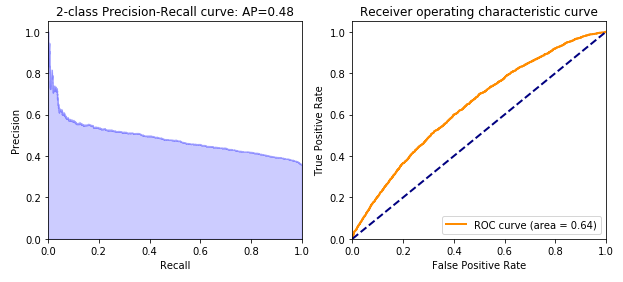 2-class Precision-Recall curve: AP=0.48
Precision
1.0
0.8
0.6
0.4
0.2
0.0
0.0 0.2 0.4 0.6 0.8 1.0
Recall
Receiver operating characteristic curve
True Positive Rate
1.0
0.8
0.6
0.4
0.2
0.0
ROC curve (area = 0.64)
0.0 0.2 0.4 0.6 0.8 1.0
False Positive Rate